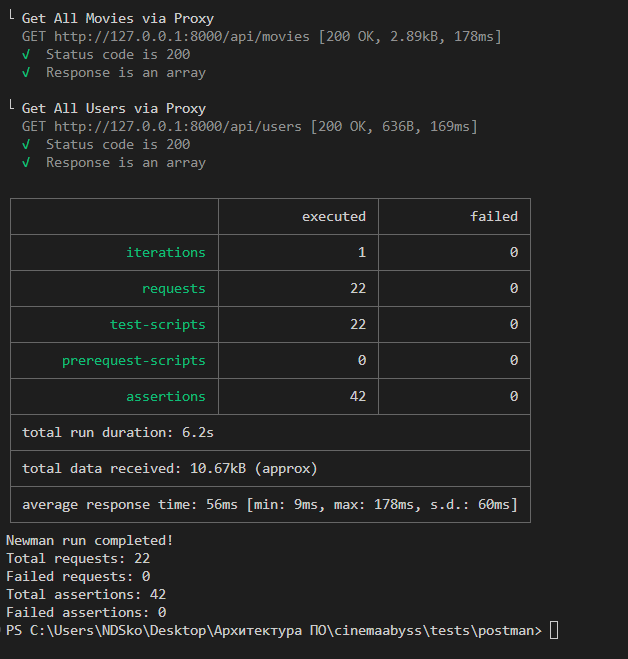 └ Get All Movies via Proxy
GET http://127.0.0.1:8000/api/movies [200 OK, 2.89kB, 178ms]
√ Status code is 200
√ Response is an array
└ Get All Users via Proxy
GET http://127.0.0.1:8000/api/users [200 OK, 636B, 169ms]
√ Status code is 200
√ Response is an array
executed failed
iterations 1 0
requests 22 0
test-scripts 22 0
prerequest-scripts 0 0
assertions 42 0
total run duration: 6.2s
total data received: 10.67kB (approx)
average response time: 56ms [min: 9ms, max: 178ms, s.d.: 60ms]
Newman run completed!
Total requests: 22
Failed requests: 0
Total assertions: 42
Failed assertions: 0
PS C:\Users\NDSko\Desktop\Архитектура ПО\cinemaabyss\tests\postman>